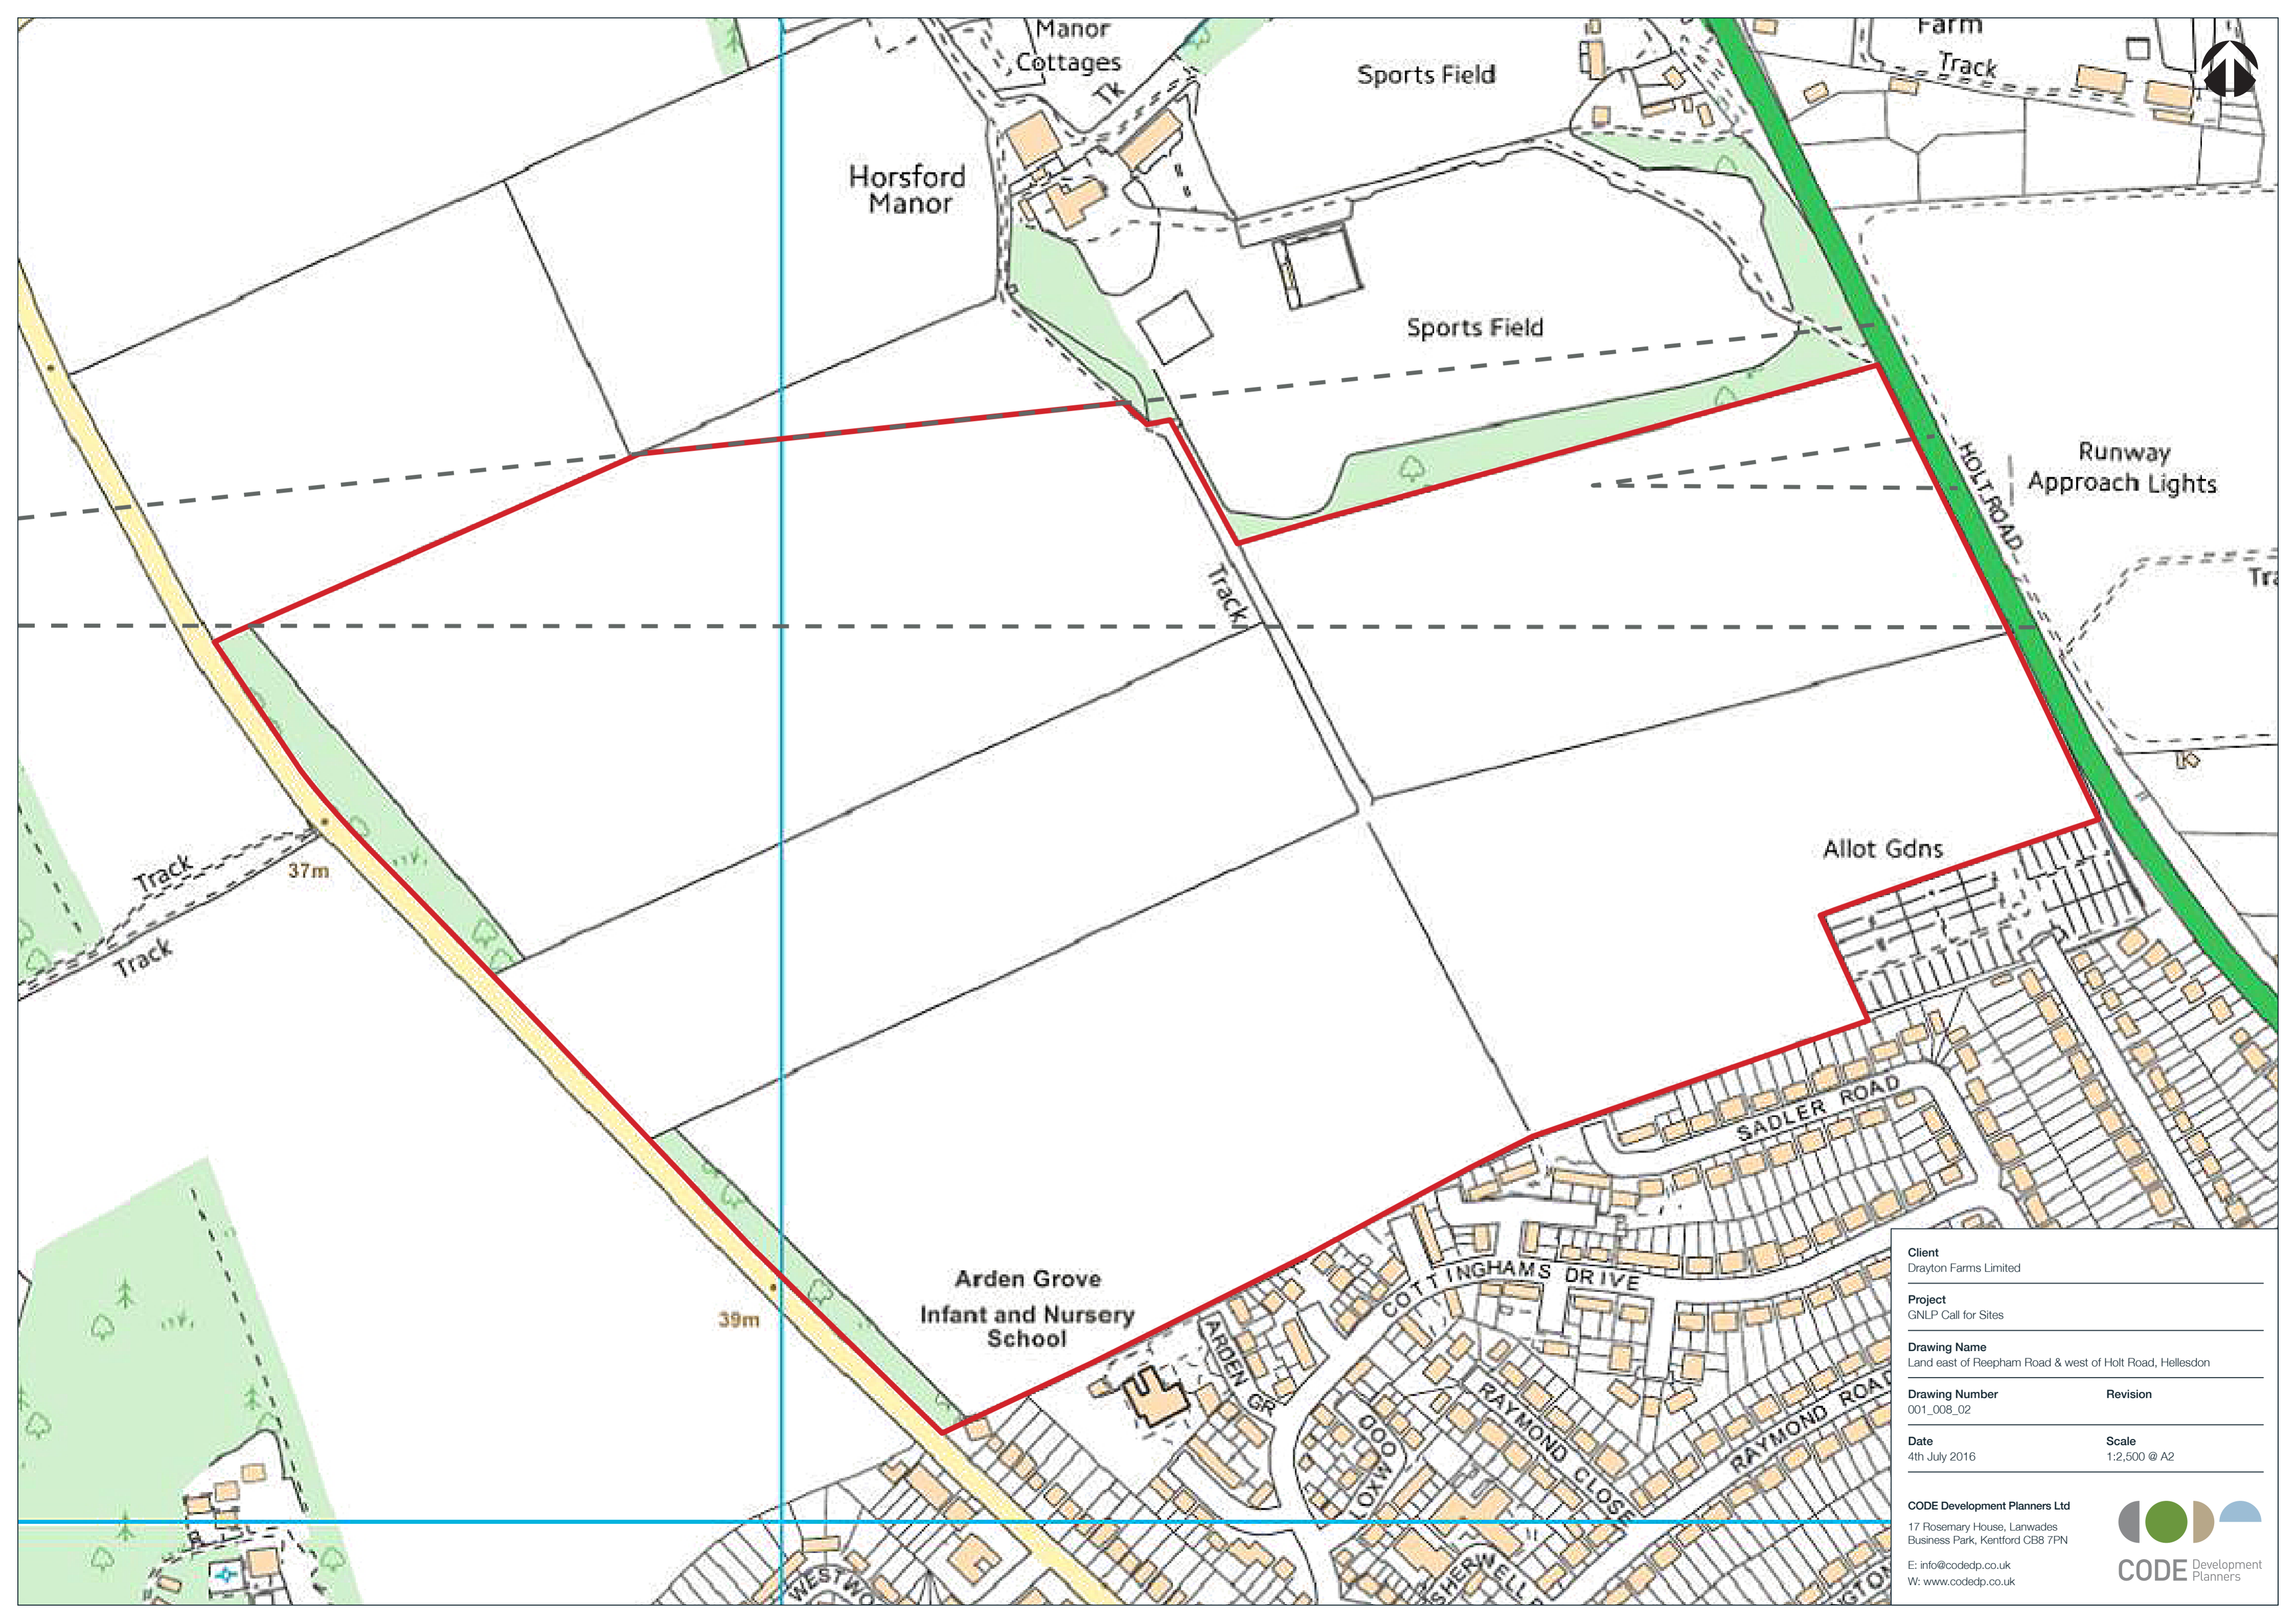 Manor
Cottages
Tk
Sports Field
Farm
Track
Horsford
Manor
Sports Field
HOLT ROAD
Runway
Approach Lights
Track
Track
Track
37m
Allot Gdns
39m
Arden Grove
Infant and Nursery
School
SADLER ROAD
COTTINGHAMS DRIVE
ARDEN GR
RAYMOND CLOSE
RAYMOND ROAD
Client
Drayton Farms Limited
Project
GNLP Call for Sites
Drawing Name
Land east of Reepham Road & west of Holt Road, Hellesdon
Drawing Number Revision
001_008_02
Date Scale
4th July 2016 1:2,500 @ A2
CODE Development Planners Ltd
17 Rosemary House, Lanwades
Business Park, Kentford CB8 7PN
E: info@codedp.co.uk
W: www.codedp.co.uk
CODE Development
Planners